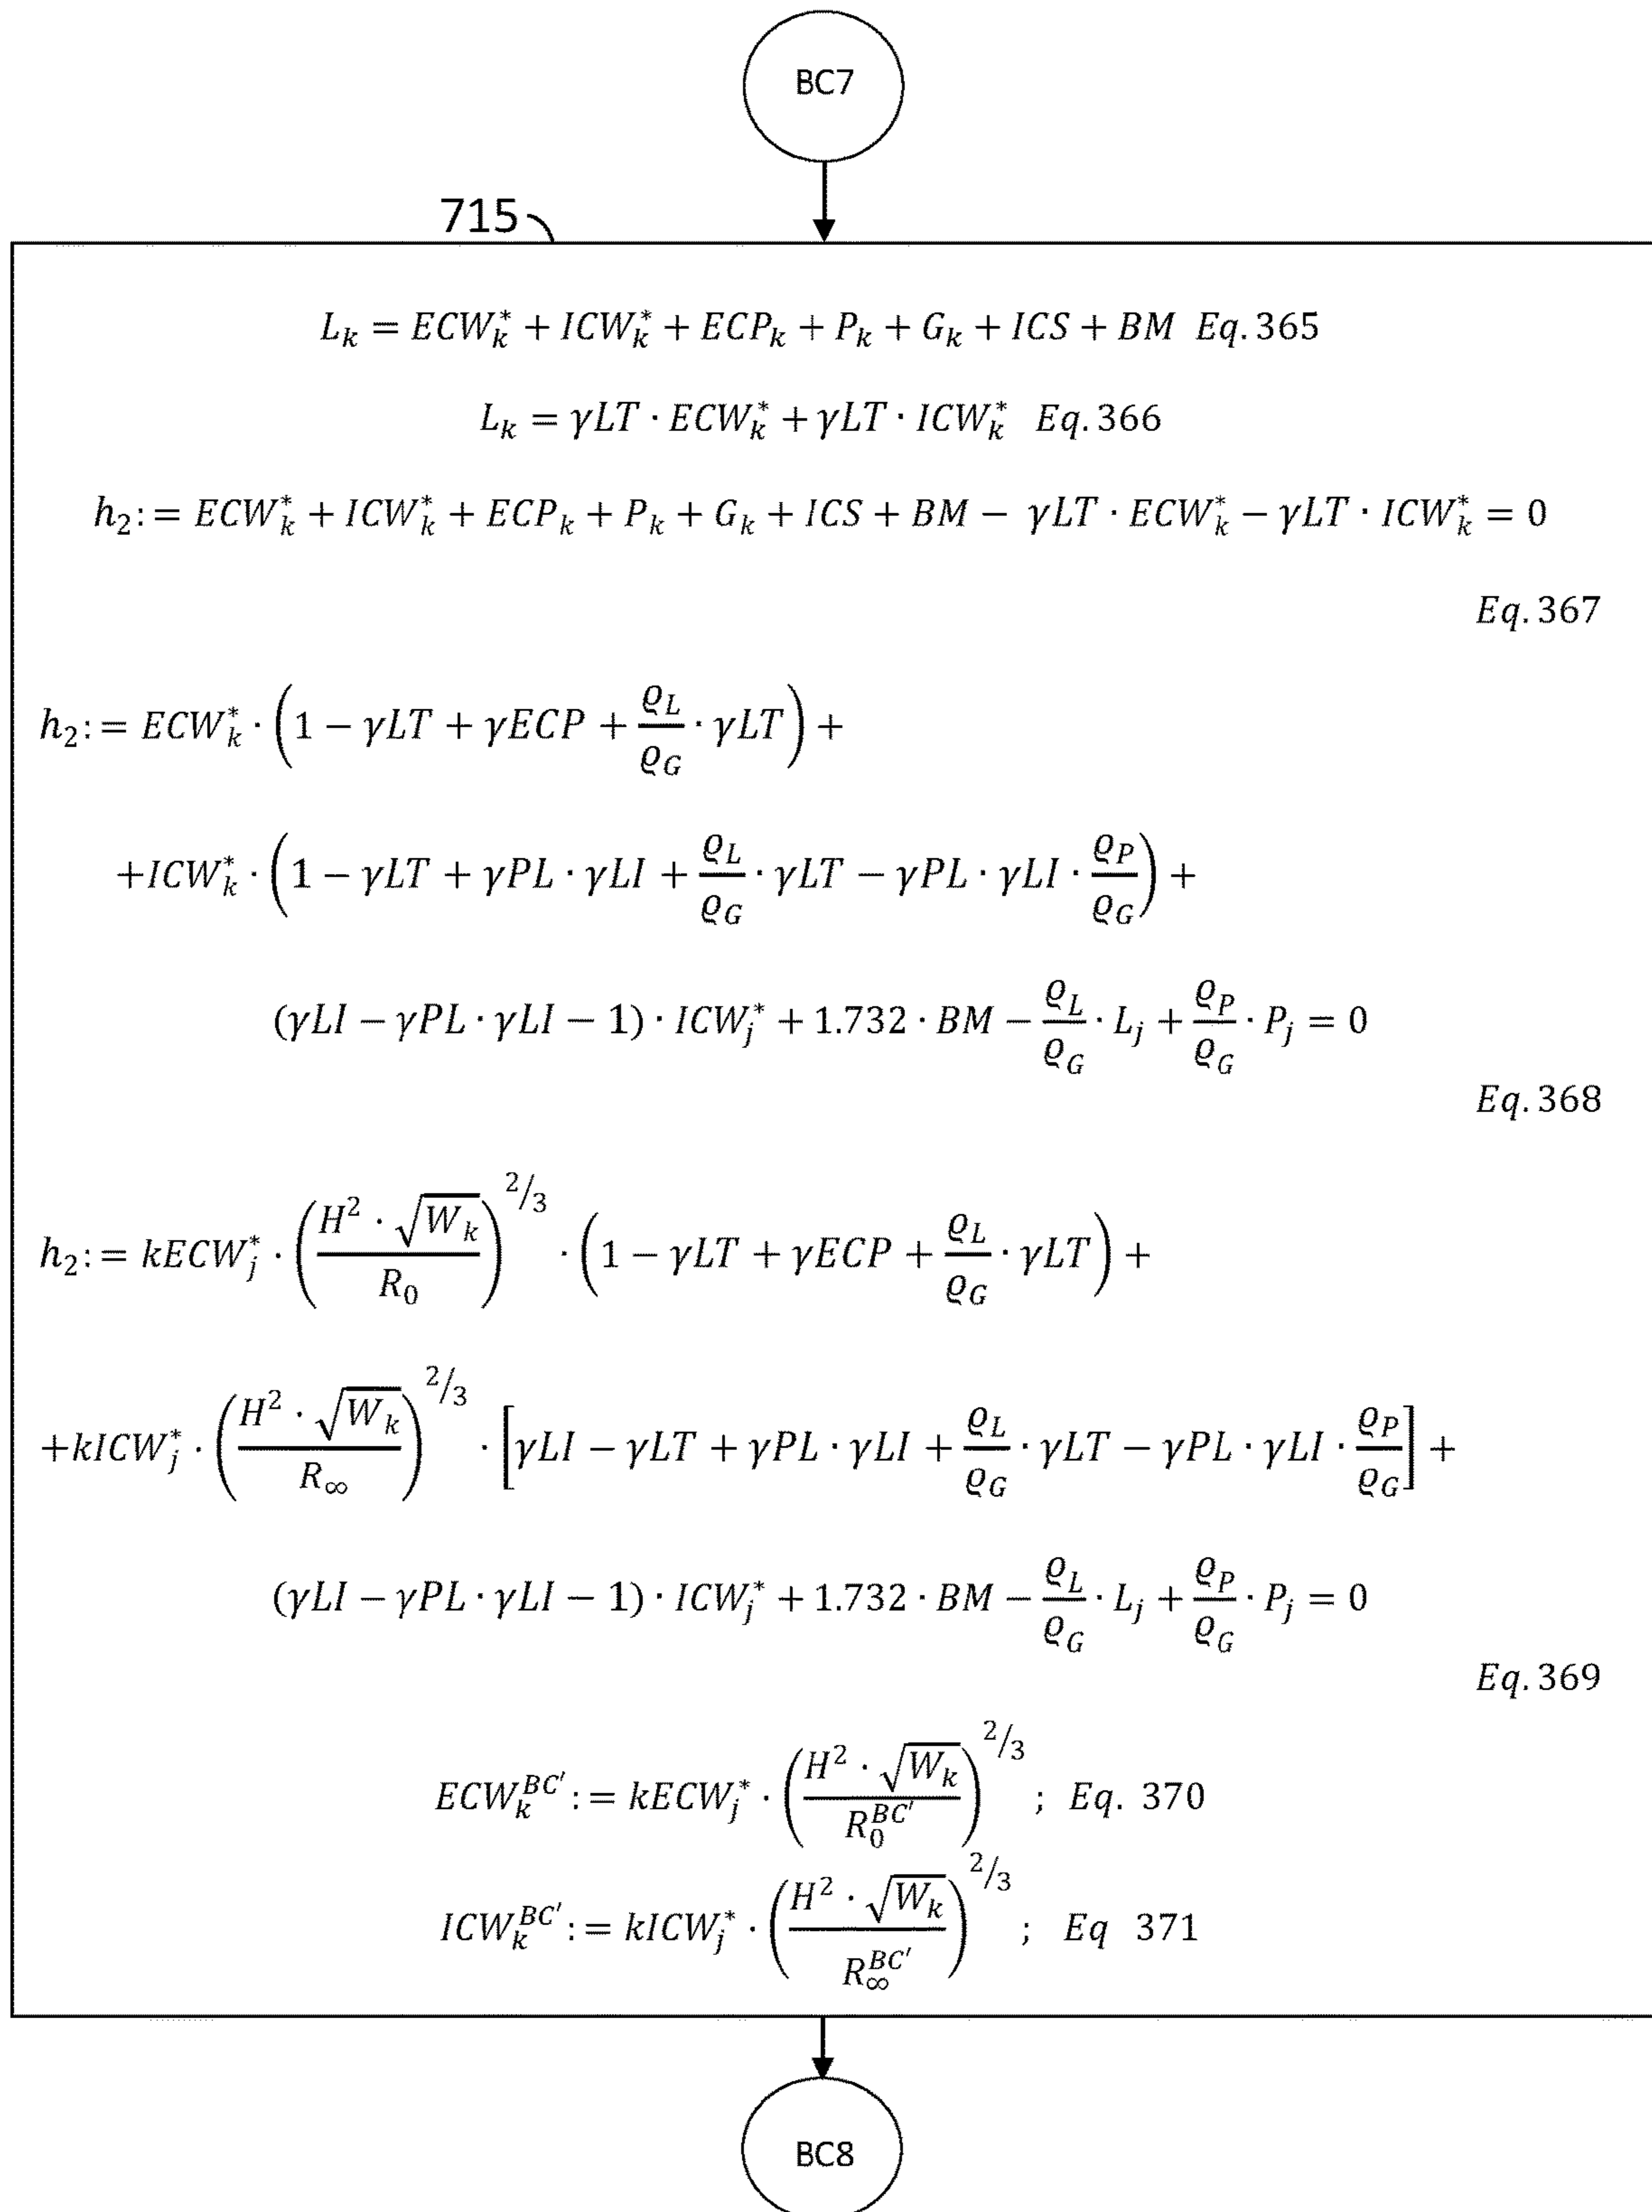 BC7
715
L_k = ECW_k^* + ICW_k^* + ECP_k + P_k + G_k + ICS + BM Eq. 365
L_k = γLT · ECW_k^* + γLT · ICW_k^* Eq. 366
h_2 := ECW_k^* + ICW_k^* + ECP_k + P_k + G_k + ICS + BM − γLT · ECW_k^* − γLT · ICW_k^* = 0
Eq. 367
h_2 := ECW_k^* · (1 − γLT + γECP + ϱ_L/ϱ_G · γLT) +
+ICW_k^* · (1 − γLT + γPL · γLI + ϱ_L/ϱ_G · γLT − γPL · γLI · ϱ_P/ϱ_G) +
(γLI − γPL · γLI − 1) · ICW_j^* + 1.732 · BM − ϱ_L/ϱ_G · L_j + ϱ_P/ϱ_G · P_j = 0
Eq. 368
h_2 := kECW_j^* · ((H^2 · √W_k)/R_0)^{2/3} · (1 − γLT + γECP + ϱ_L/ϱ_G · γLT) +
+kICW_j^* · ((H^2 · √W_k)/R_∞)^{2/3} · [γLI − γLT + γPL · γLI + ϱ_L/ϱ_G · γLT − γPL · γLI · ϱ_P/ϱ_G] +
(γLI − γPL · γLI − 1) · ICW_j^* + 1.732 · BM − ϱ_L/ϱ_G · L_j + ϱ_P/ϱ_G · P_j = 0
Eq. 369
ECW_k^{BC'} := kECW_j^* · ((H^2 · √W_k)/R_0^{BC'})^{2/3} ; Eq. 370
ICW_k^{BC'} := kICW_j^* · ((H^2 · √W_k)/R_∞^{BC'})^{2/3} ; Eq 371
BC8